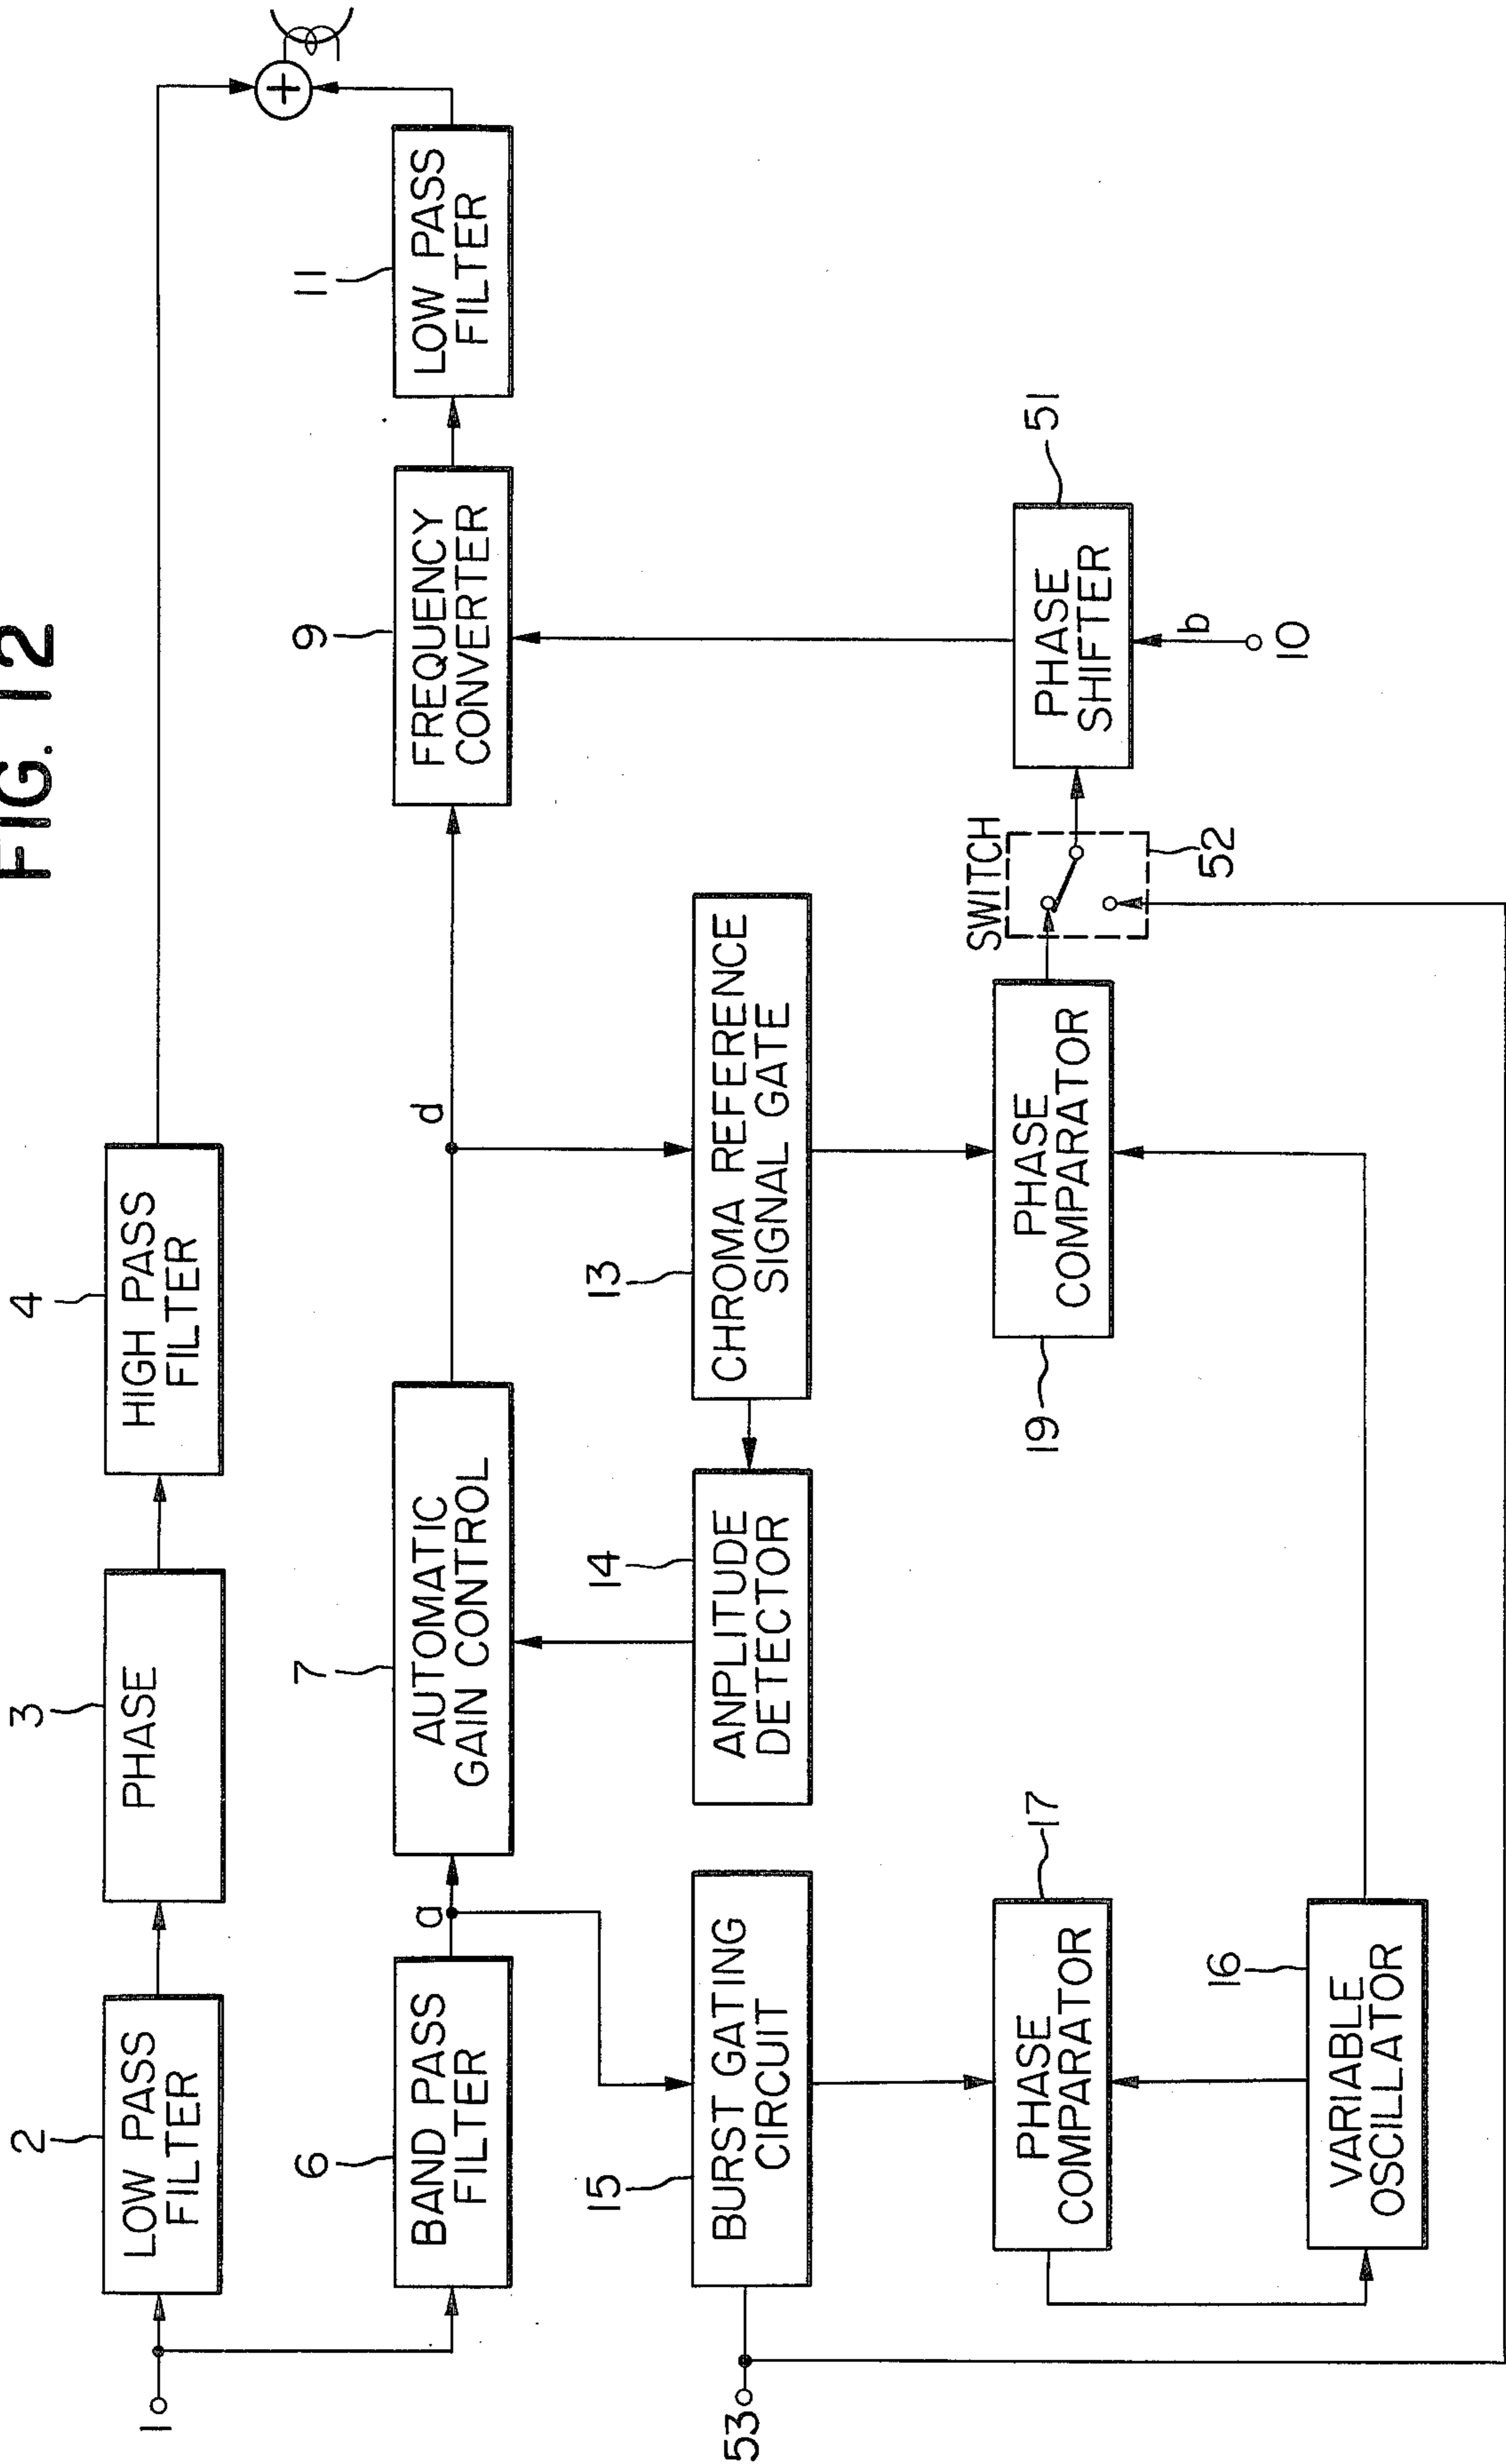 FIG. 12
1
2
LOW PASS
FILTER
3
PHASE
4
HIGH PASS
FILTER
+
6
BAND PASS
FILTER
a
7
AUTOMATIC
GAIN CONTROL
d
9
FREQUENCY
CONVERTER
11
LOW PASS
FILTER
53
15
BURST GATING
CIRCUIT
14
ANPLITUDE
DETECTOR
13
CHROMA REFERENCE
SIGNAL GATE
17
PHASE
COMPARATOR
19
PHASE
COMPARATOR
SWITCH
52
51
PHASE
SHIFTER
b
10
16
VARIABLE
OSCILLATOR